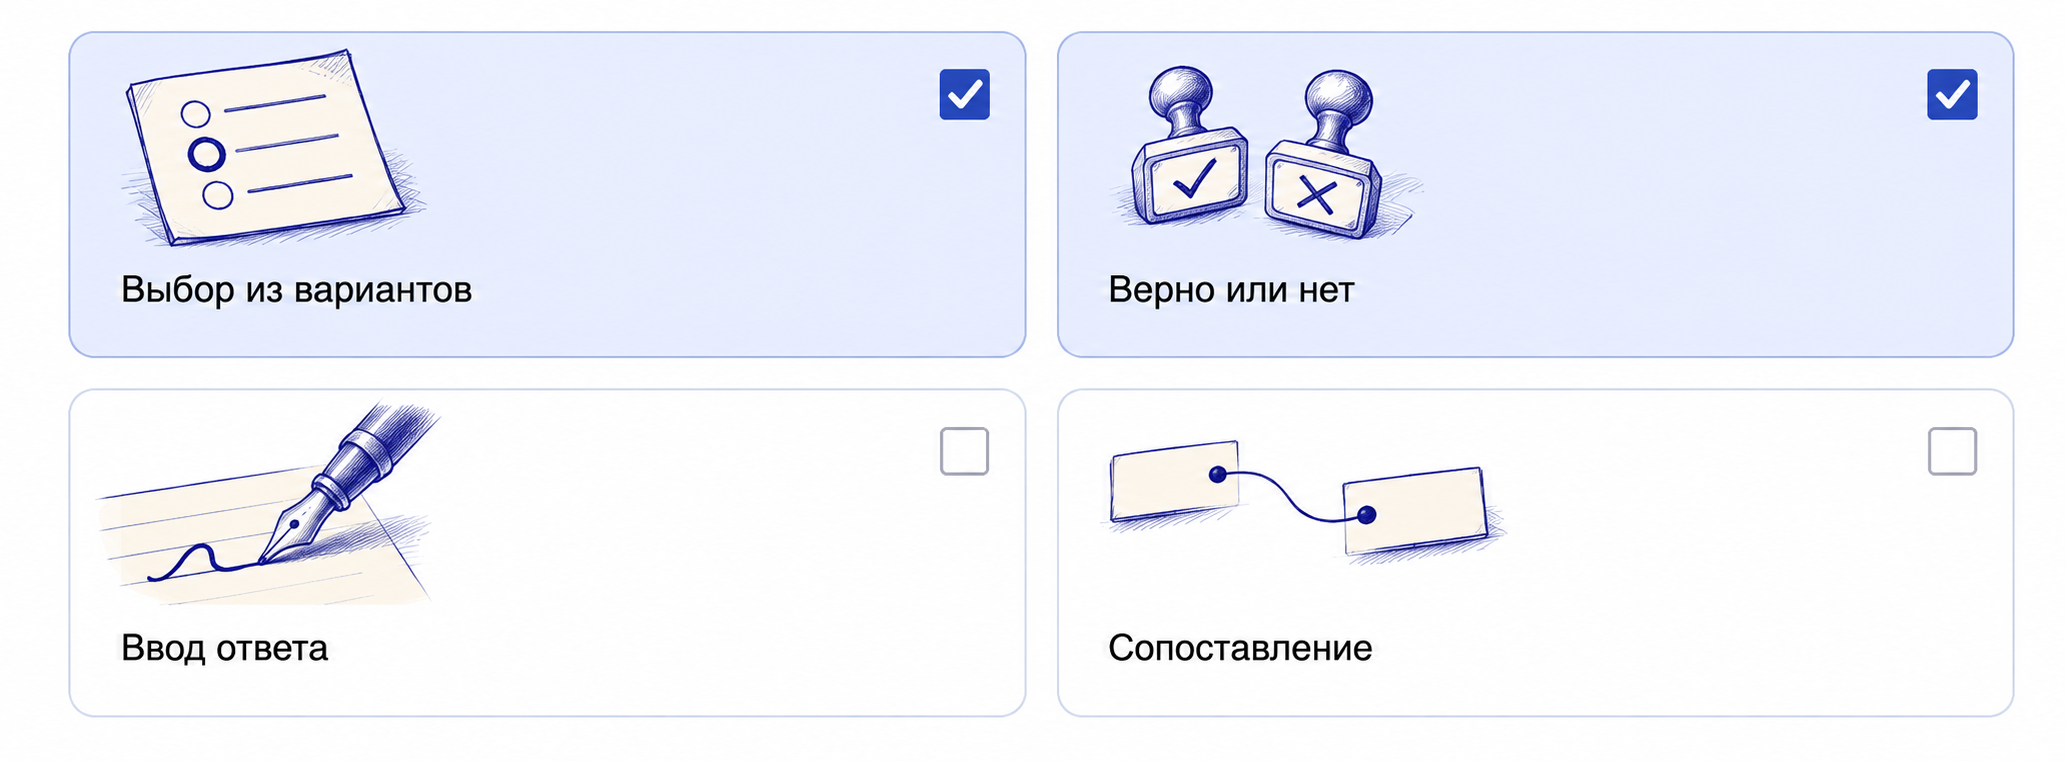 Выбор из вариантов
Верно или нет
Ввод ответа
Сопоставление